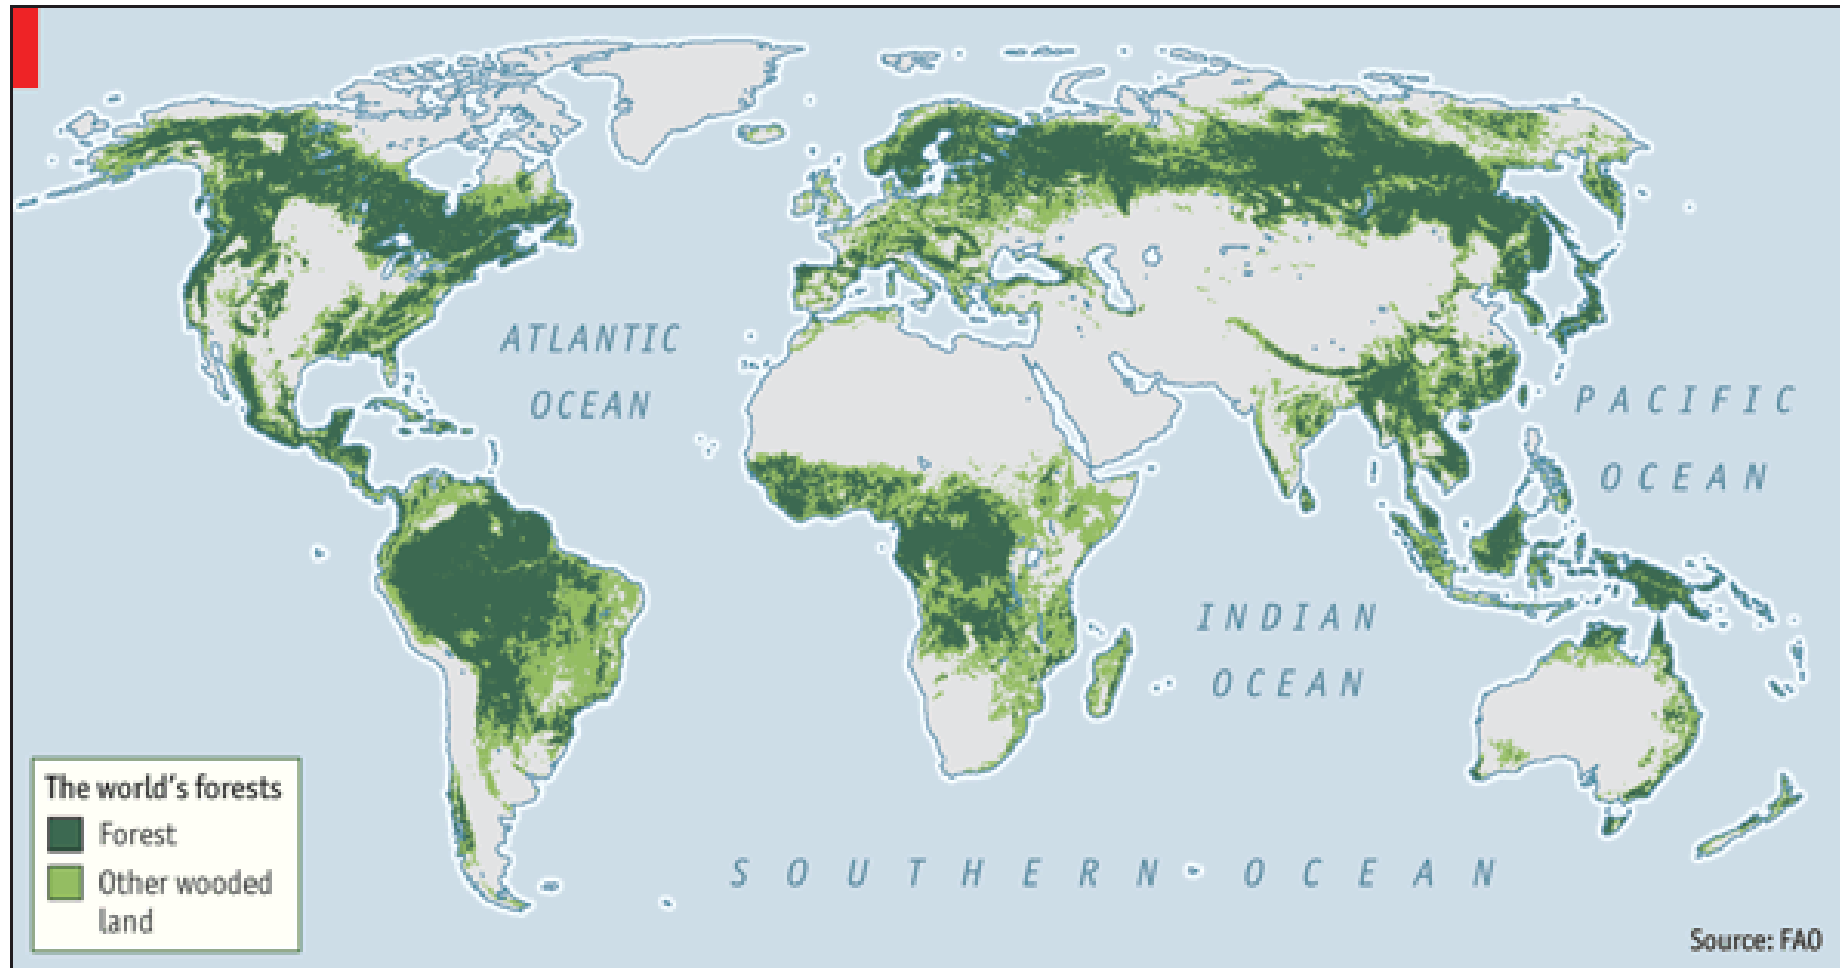 ATLANTIC
OCEAN
PACIFIC
OCEAN
INDIAN
OCEAN
SOUTHERN OCEAN
The world's forests
Forest
Other wooded
land
Source: FAO